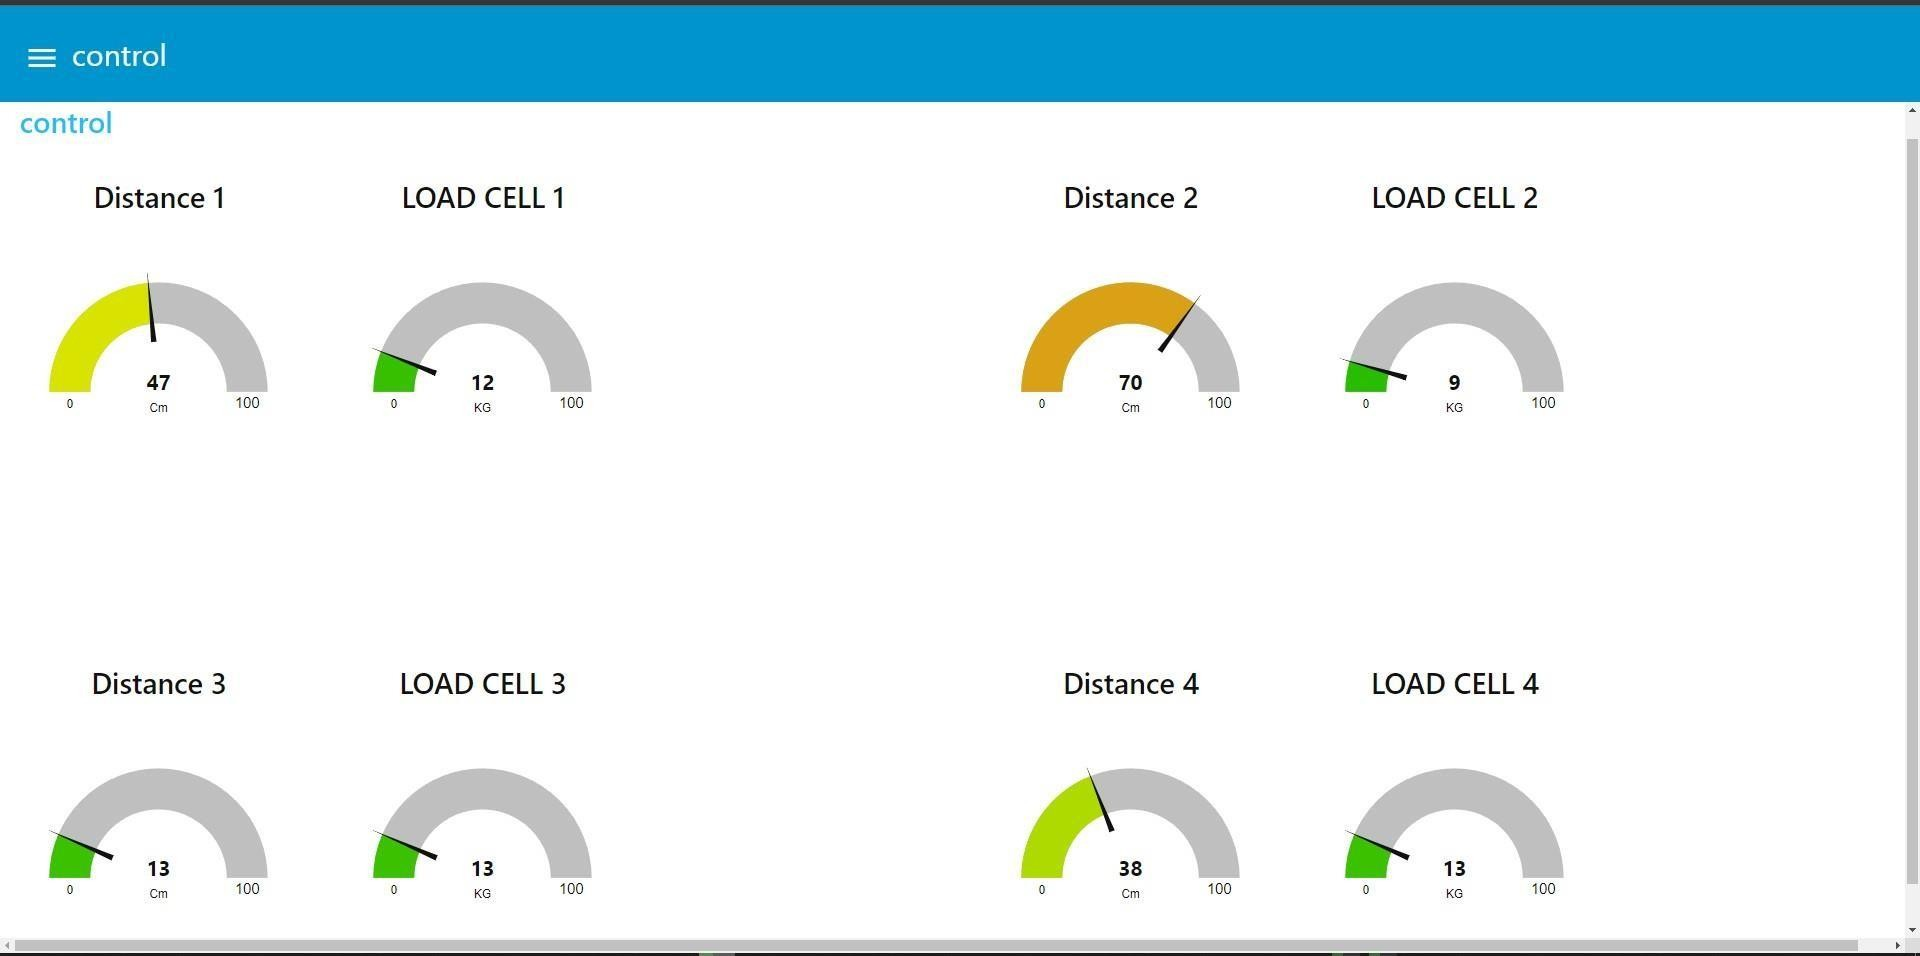 control
control
Distance 1
LOAD CELL 1
Distance 2
LOAD CELL 2
47
Cm
0
100
12
KG
0
100
70
Cm
0
100
9
KG
0
100
Distance 3
LOAD CELL 3
Distance 4
LOAD CELL 4
13
Cm
0
100
13
KG
0
100
38
Cm
0
100
13
KG
0
100